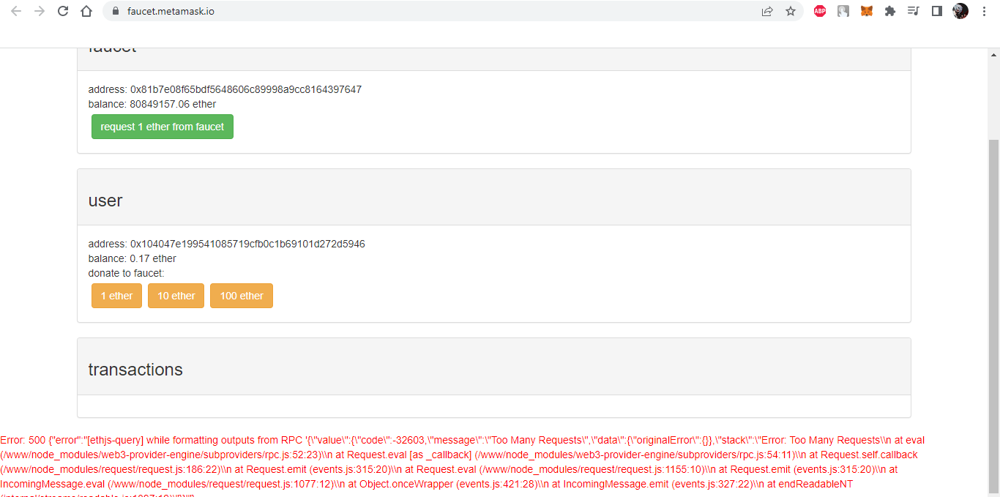 faucet.metamask.io
ABP
faucet
address: 0x81b7e08f65bdf5648606c89998a9cc8164397647
balance: 80849157.06 ether
request 1 ether from faucet
user
address: 0x104047e199541085719cfb0c1b69101d272d5946
balance: 0.17 ether
donate to faucet:
1 ether 10 ether 100 ether
transactions
Error: 500 {"error":"[ethjs-query] while formatting outputs from RPC '{\"value\":{\"code\":-32603,\"message\":\"Too Many Requests\",\"data\":{\"originalError\":{}},\"stack\":\"Error: Too Many Requests\\n at eval
(/www/node_modules/web3-provider-engine/subproviders/rpc.js:52:23)\\n at Request.eval [as _callback] (/www/node_modules/web3-provider-engine/subproviders/rpc.js:54:11)\\n at Request.self.callback
(/www/node_modules/request/request.js:186:22)\\n at Request.emit (events.js:315:20)\\n at Request.eval (/www/node_modules/request/request.js:1155:10)\\n at Request.emit (events.js:315:20)\\n at
IncomingMessage.eval (/www/node_modules/request/request.js:1077:12)\\n at Object.onceWrapper (events.js:421:28)\\n at IncomingMessage.emit (events.js:327:22)\\n at endReadableNT